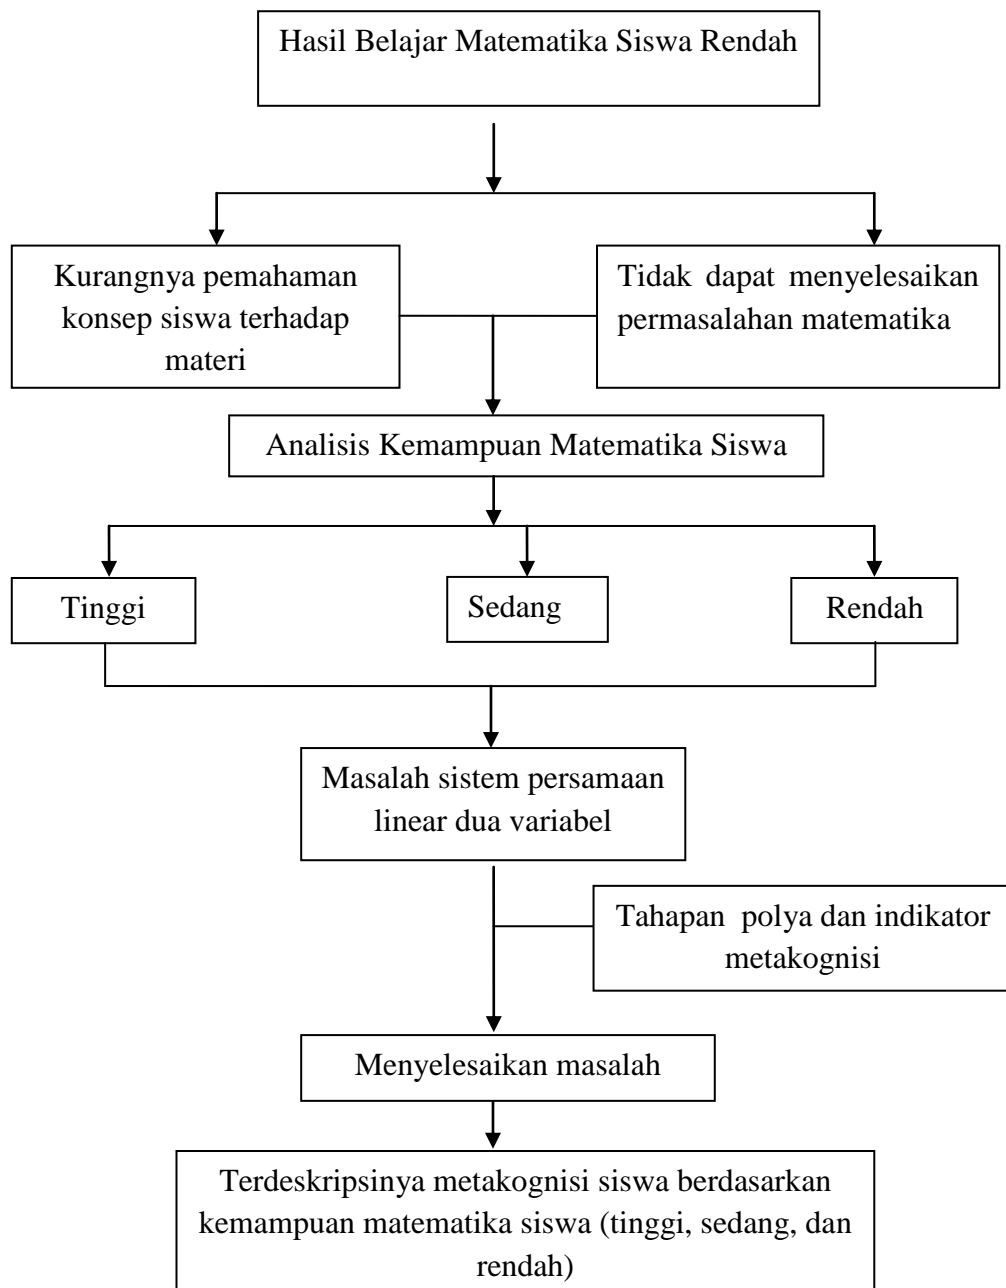 Hasil Belajar Matematika Siswa Rendah
Kurangnya pemahaman
konsep siswa terhadap
materi
Tidak dapat menyelesaikan
permasalahan matematika
Analisis Kemampuan Matematika Siswa
Tinggi
Sedang
Rendah
Masalah sistem persamaan
linear dua variabel
Tahapan polya dan indikator
metakognisi
Menyelesaikan masalah
Terdeskripsinya metakognisi siswa berdasarkan
kemampuan matematika siswa (tinggi, sedang, dan
rendah)